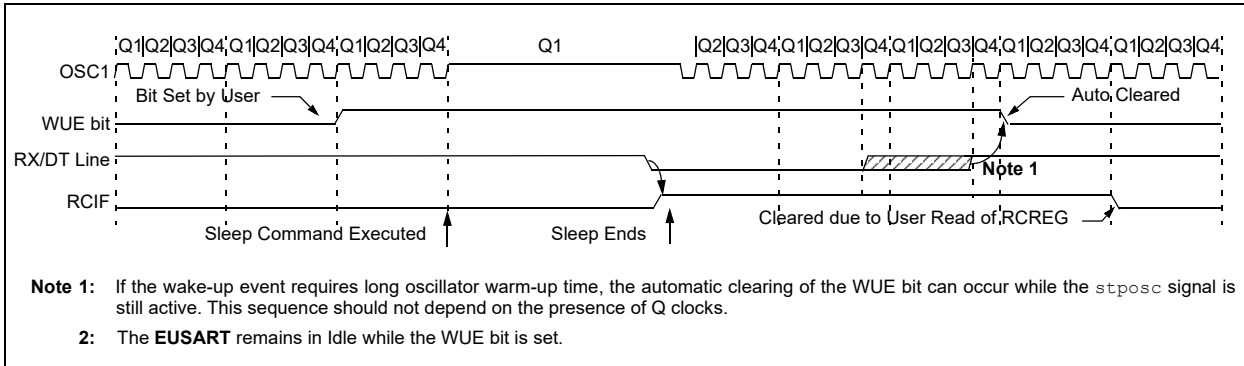 Q1 Q2 Q3 Q4 Q1 Q2 Q3 Q4 Q1 Q2 Q3 Q4 Q1 Q2 Q3 Q4 Q1 Q2 Q3 Q4 Q1 Q2 Q3 Q4 Q1 Q2 Q3 Q4 Q1 Q2 Q3 Q4
OSC1
Bit Set by User
Auto Cleared
WUE bit
RX/DT Line
Note 1
RCIF
Cleared due to User Read of RCREG
Sleep Command Executed
Sleep Ends
Note 1: If the wake-up event requires long oscillator warm-up time, the automatic clearing of the WUE bit can occur while the stposc signal is
still active. This sequence should not depend on the presence of Q clocks.
2: The EUSART remains in Idle while the WUE bit is set.